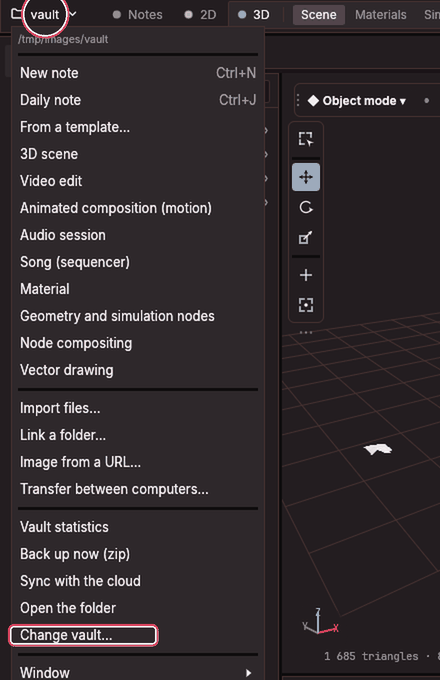 vault
Notes
2D
3D
Scene
Materials
/tmp/images/vault
New note Ctrl+N
Daily note Ctrl+J
From a template...
3D scene
Video edit
Animated composition (motion)
Audio session
Song (sequencer)
Material
Geometry and simulation nodes
Node compositing
Vector drawing
Import files...
Link a folder...
Image from a URL...
Transfer between computers...
Vault statistics
Back up now (zip)
Sync with the cloud
Open the folder
Change vault...
Window
Object mode
Z
Y
X
1 685 triangles ·